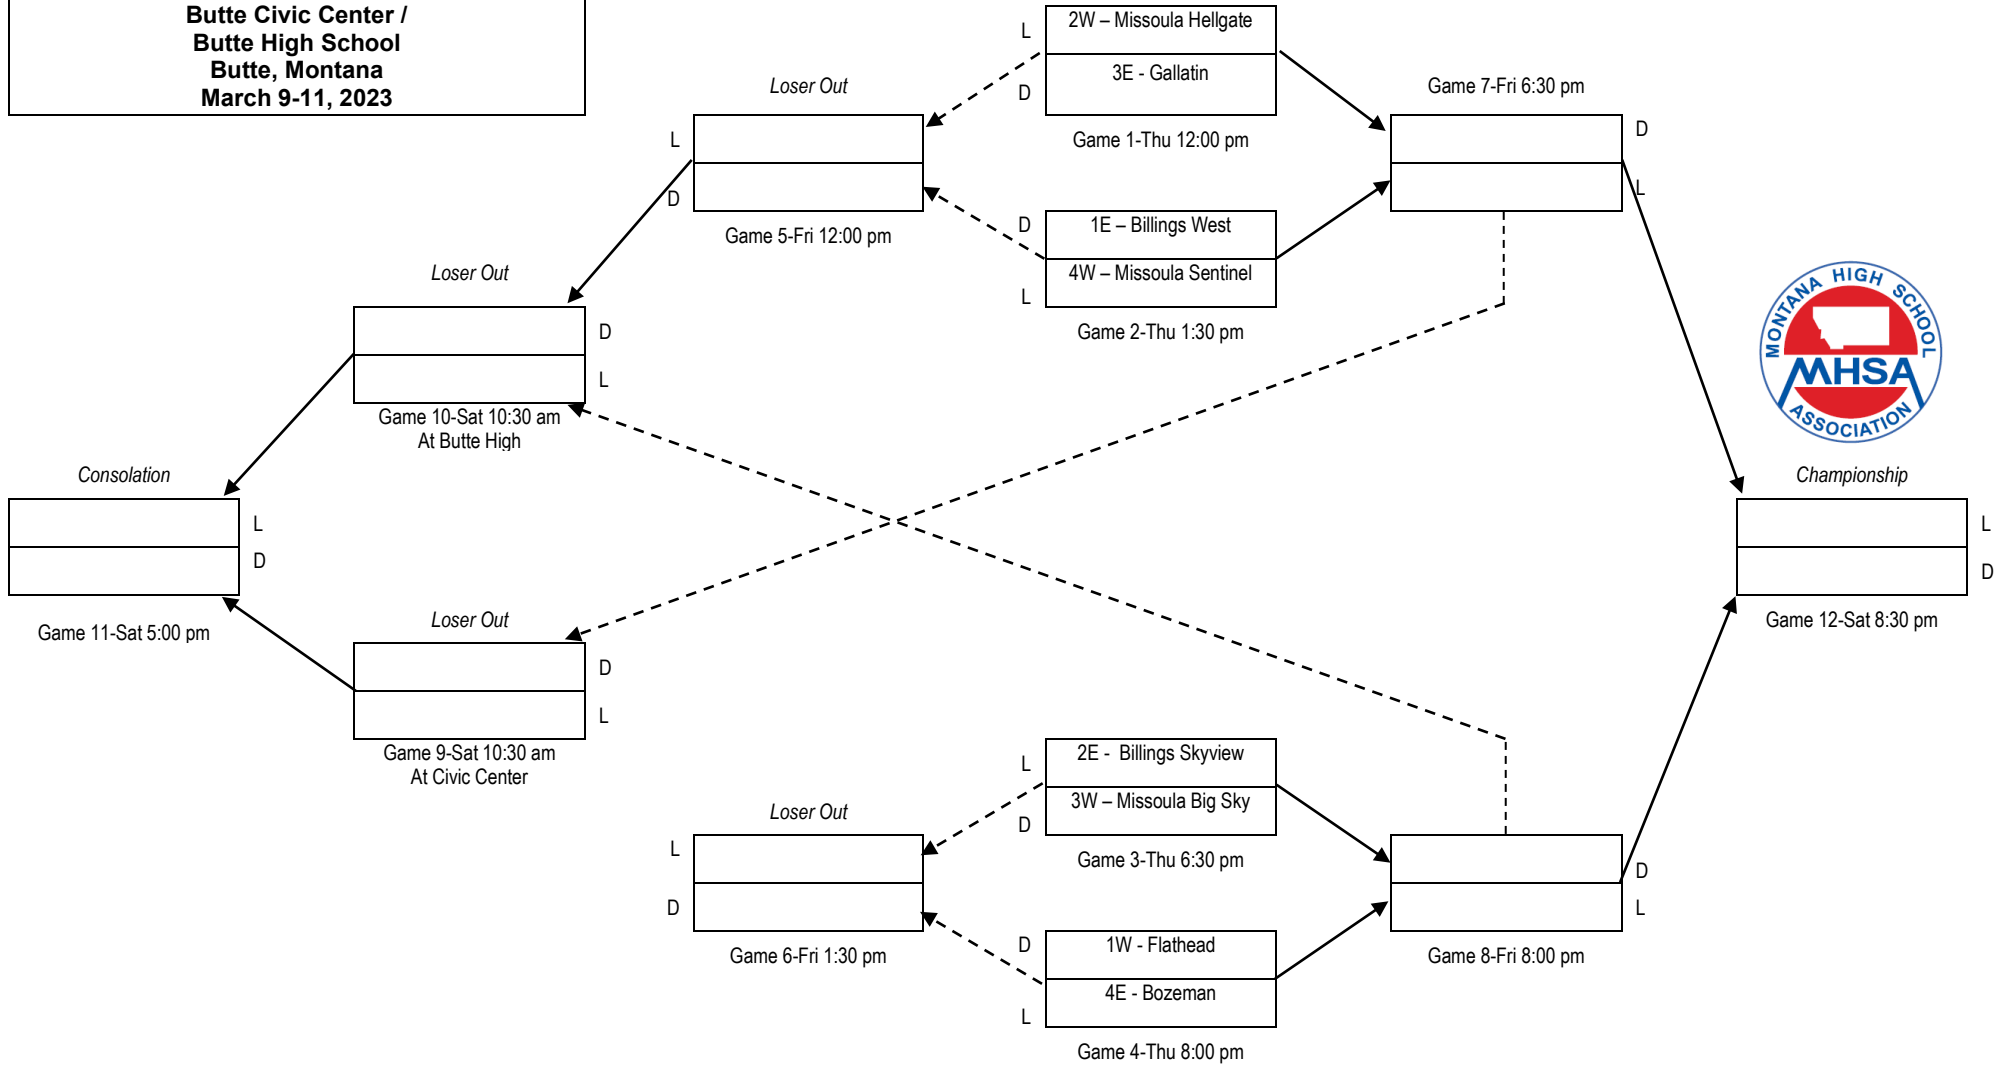 Butte Civic Center /
Butte High School
Butte, Montana
March 9-11, 2023
L
2W – Missoula Hellgate
3E - Gallatin
D
Game 1-Thu 12:00 pm
Loser Out
L
D
Game 5-Fri 12:00 pm
Game 7-Fri 6:30 pm
D
L
D
1E – Billings West
4W – Missoula Sentinel
L
Game 2-Thu 1:30 pm
Loser Out
D
L
Game 10-Sat 10:30 am
At Butte High
MONTANA HIGH SCHOOL
MHSA
ASSOCIATION
Consolation
L
D
Game 11-Sat 5:00 pm
Championship
L
D
Game 12-Sat 8:30 pm
Loser Out
D
L
Game 9-Sat 10:30 am
At Civic Center
L
2E - Billings Skyview
3W – Missoula Big Sky
D
Game 3-Thu 6:30 pm
Loser Out
L
D
Game 6-Fri 1:30 pm
D
L
Game 8-Fri 8:00 pm
D
1W - Flathead
4E - Bozeman
L
Game 4-Thu 8:00 pm